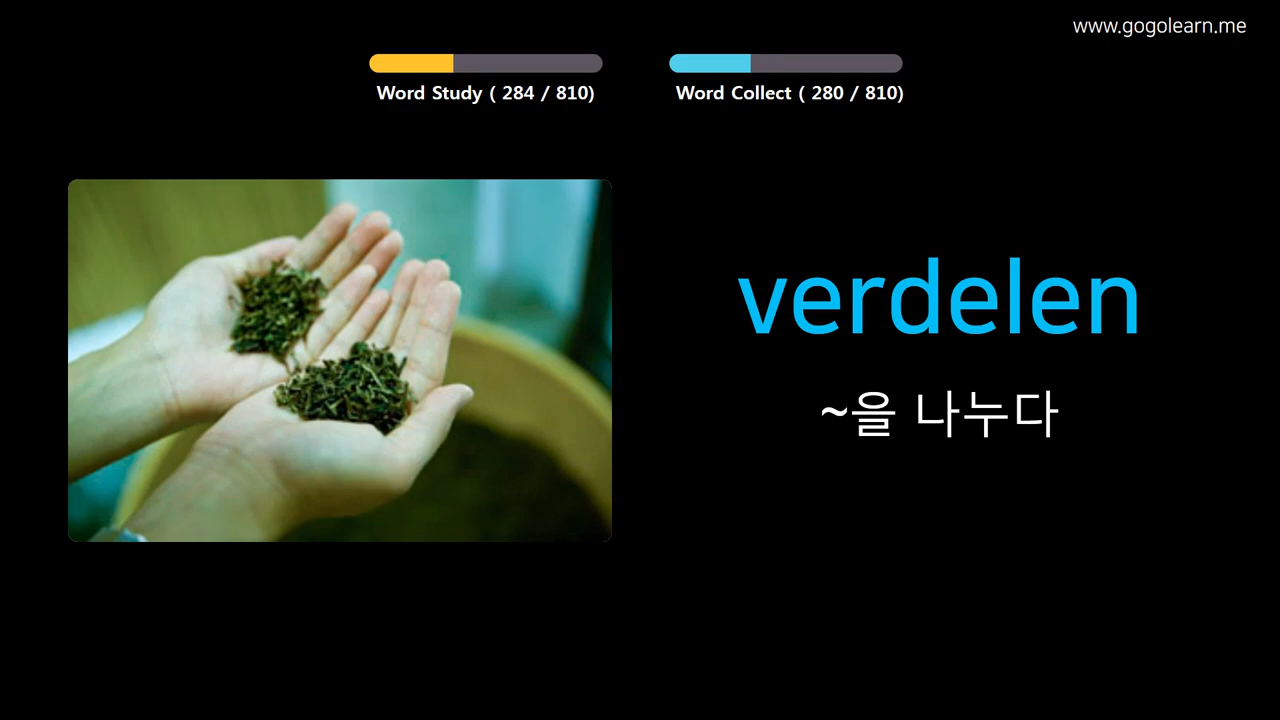 www.gogolearn.me
Word Study ( 284 / 810)
Word Collect ( 280 / 810)
verdelen
~을 나누다